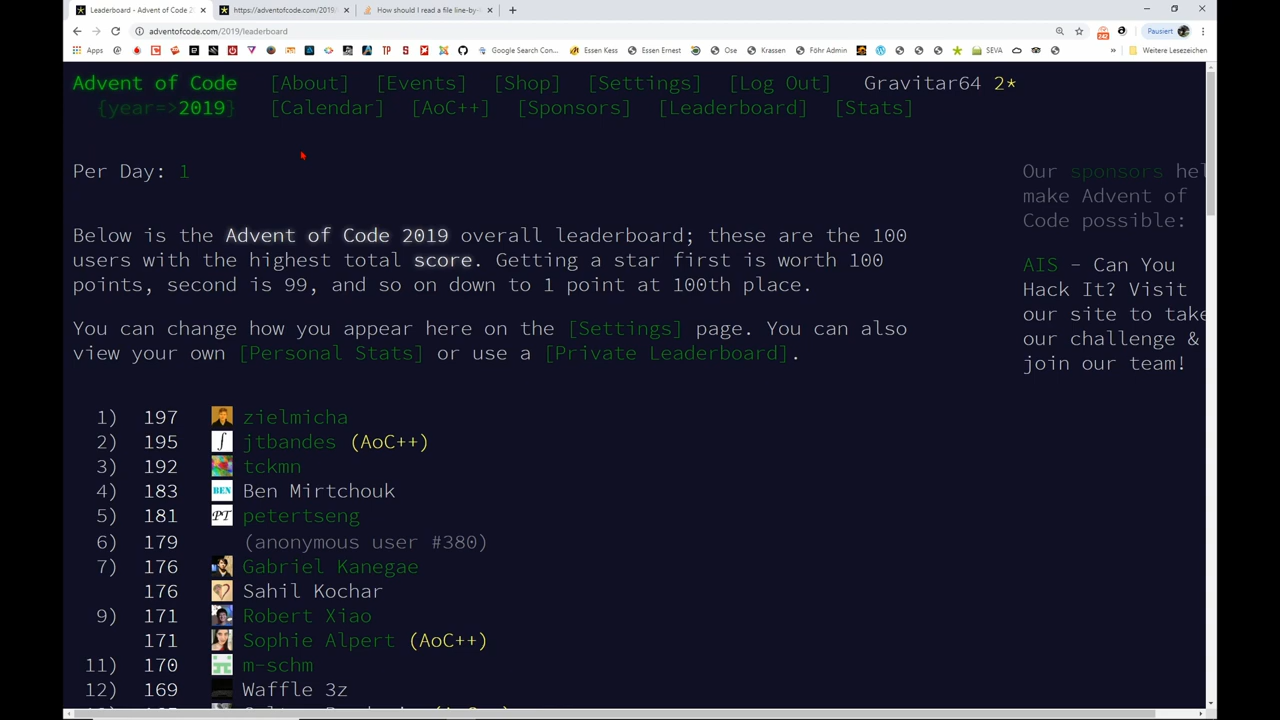 Leaderboard - Advent of Code 2
https://adventofcode.com/2019/
How should I read a file line-by-
adventofcode.com/2019/leaderboard
Pausiert
Apps
Google Search Con...
Essen Kess
Essen Ernest
Ose
Krassen
Föhr Admin
SEVA
Weitere Lesezeichen
Advent of Code [About] [Events] [Shop] [Settings] [Log Out] Gravitar64 2*
{year=>2019} [Calendar] [AoC++] [Sponsors] [Leaderboard] [Stats]
Per Day: 1
Below is the Advent of Code 2019 overall leaderboard; these are the 100
users with the highest total score. Getting a star first is worth 100
points, second is 99, and so on down to 1 point at 100th place.
You can change how you appear here on the [Settings] page. You can also
view your own [Personal Stats] or use a [Private Leaderboard].
1) 197 zielmicha
2) 195 jtbandes (AoC++)
3) 192 tckmn
4) 183 Ben Mirtchouk
5) 181 petertseng
6) 179 (anonymous user #380)
7) 176 Gabriel Kanegae
176 Sahil Kochar
9) 171 Robert Xiao
171 Sophie Alpert (AoC++)
11) 170 m-schm
12) 169 Waffle 3z
Our sponsors hel
make Advent of
Code possible:
AIS - Can You
Hack It? Visit
our site to take
our challenge &
join our team!